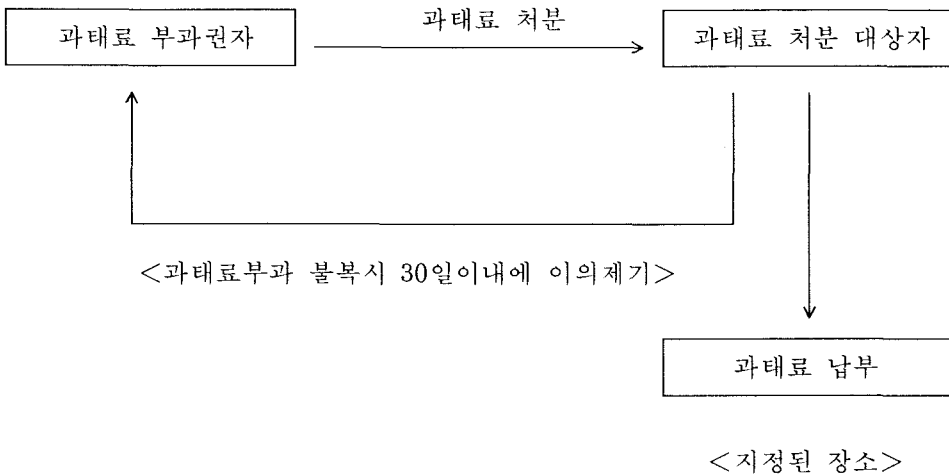 과태료 처분
과태료 부과권자
과태료 처분 대상자
<과태료부과 불복시 30일이내에 이의제기>
과태료 납부
<지정된 장소>